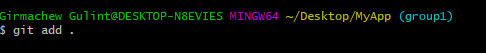 Girmachew Gulint@DESKTOP-N8EVIES MINGW64 ~/Desktop/MyApp (group1)
$ git add .